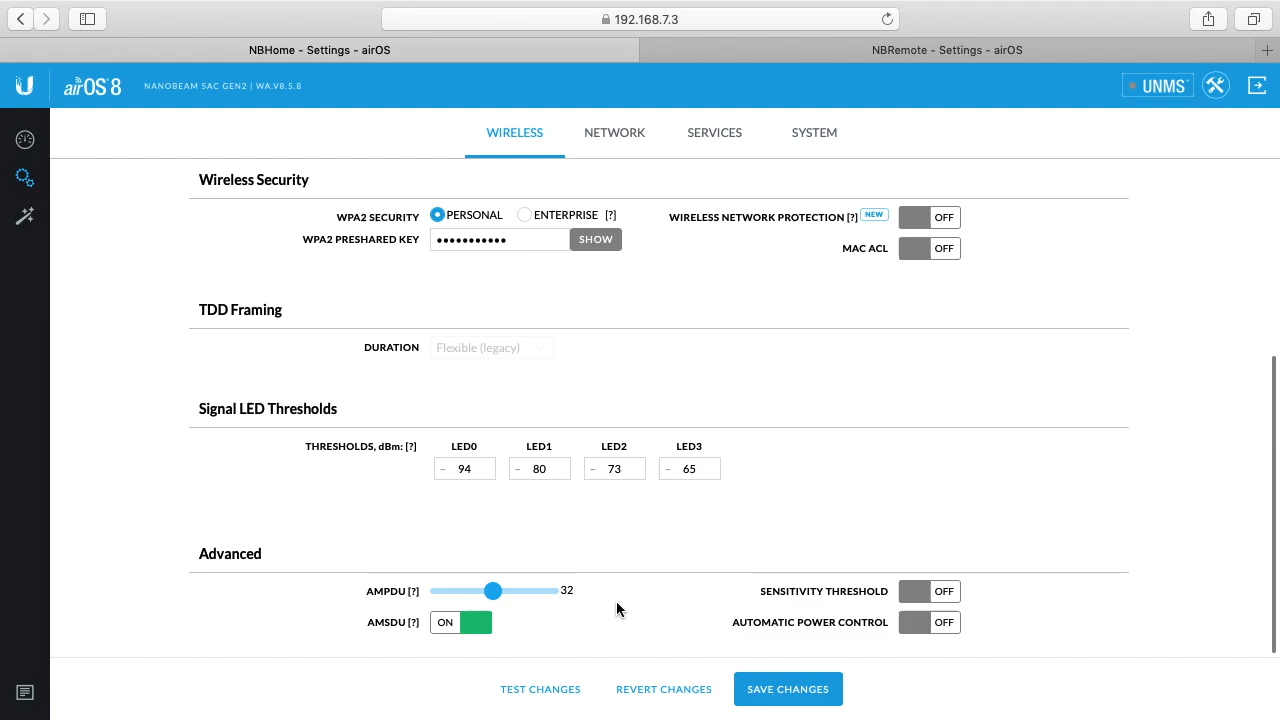 192.168.7.3
NBHome - Settings - airOS
NBRemote - Settings - airOS
airOS 8 NANOBEAM 5AC GEN2 | WA.V8.5.8 UNMS
WIRELESS NETWORK SERVICES SYSTEM
Wireless Security
WPA2 SECURITY PERSONAL ENTERPRISE [?] WIRELESS NETWORK PROTECTION [?] NEW OFF
WPA2 PRESHARED KEY ••••••••••• SHOW MAC ACL OFF
TDD Framing
DURATION Flexible (legacy)
Signal LED Thresholds
THRESHOLDS, dBm: [?] LED0 LED1 LED2 LED3
– 94 – 80 – 73 – 65
Advanced
AMPDU [?] 32 SENSITIVITY THRESHOLD OFF
AMSDU [?] ON AUTOMATIC POWER CONTROL OFF
TEST CHANGES REVERT CHANGES SAVE CHANGES